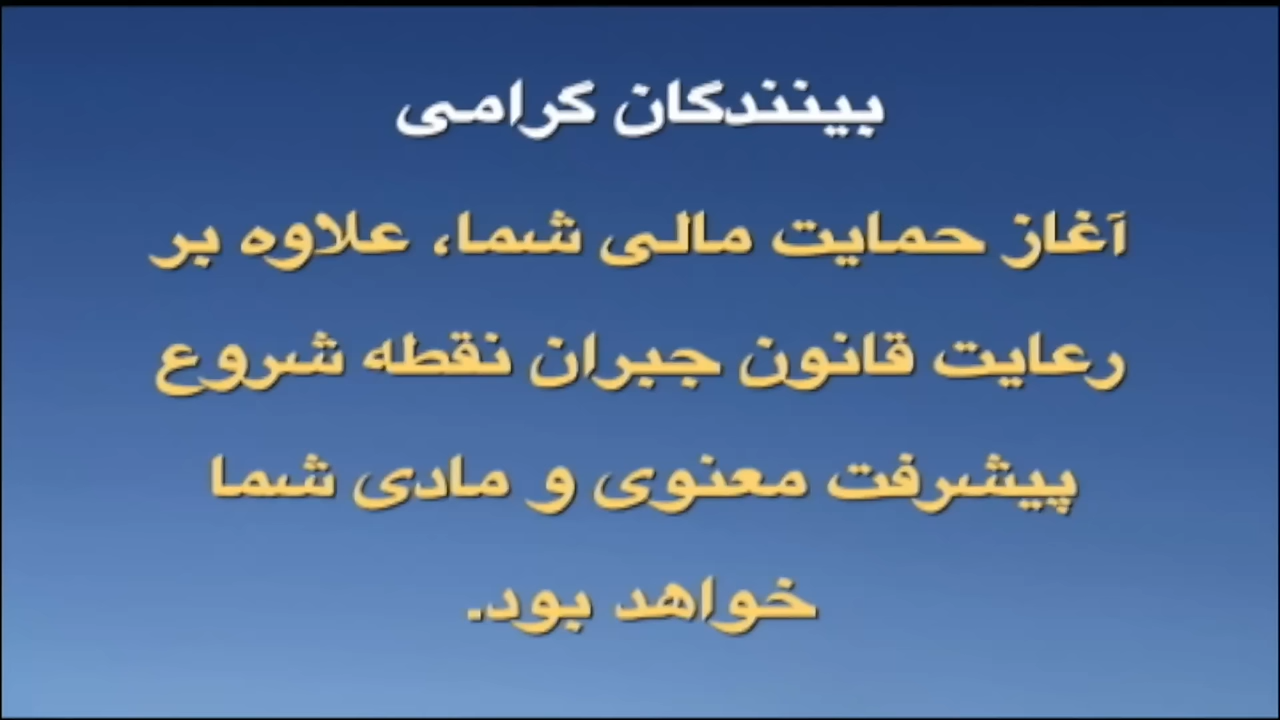 بینندگان گرامی
آغاز حمایت مالی شما، علاوه بر
رعایت قانون جبران نقطه شروع
پیشرفت معنوی و مادی شما
خواهد بود.